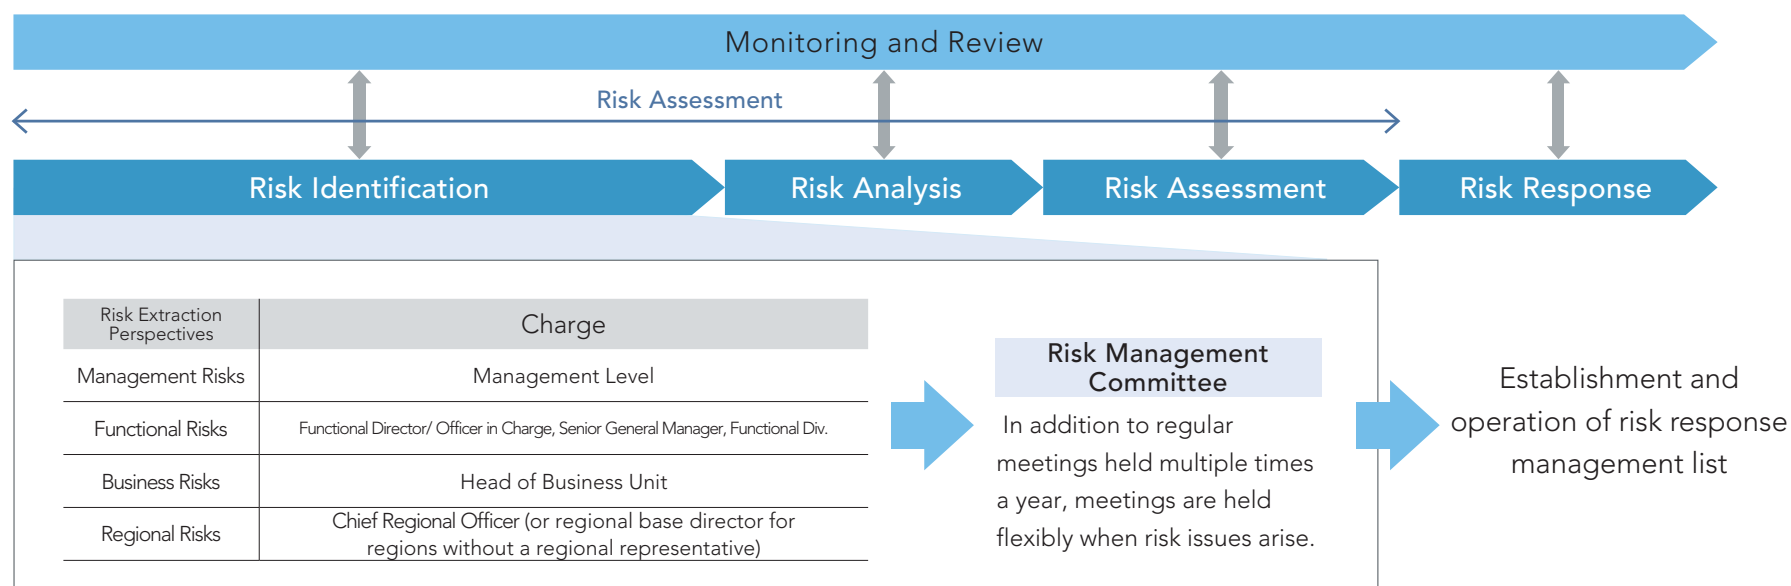 Monitoring and Review
Risk Assessment
Risk Identification
Risk Analysis
Risk Assessment
Risk Response
Risk Extraction
Perspectives
Charge
Management Risks
Management Level
Functional Risks
Functional Director/ Officer in Charge, Senior General Manager, Functional Div.
Business Risks
Head of Business Unit
Regional Risks
Chief Regional Officer (or regional base director for
regions without a regional representative)
Risk Management
Committee
In addition to regular
meetings held multiple times
a year, meetings are held
flexibly when risk issues arise.
Establishment and
operation of risk response
management list